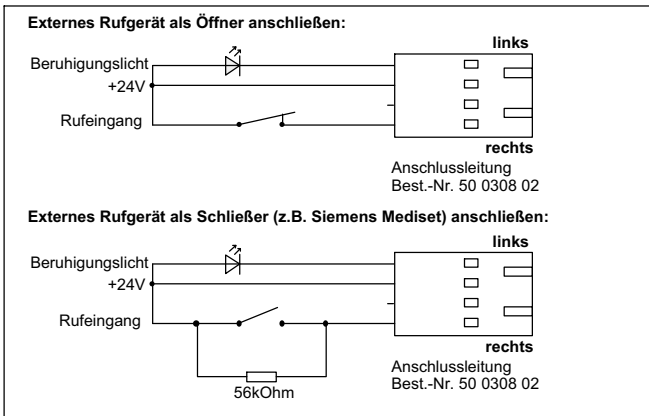 Externes Rufgerät als Öffner anschließen:
links
Beruhigungslicht
+24V
Rufeingang
rechts
Anschlussleitung
Best.-Nr. 50 0308 02
Externes Rufgerät als Schließer (z.B. Siemens Mediset) anschließen:
links
Beruhigungslicht
+24V
Rufeingang
rechts
Anschlussleitung
Best.-Nr. 50 0308 02
56kOhm